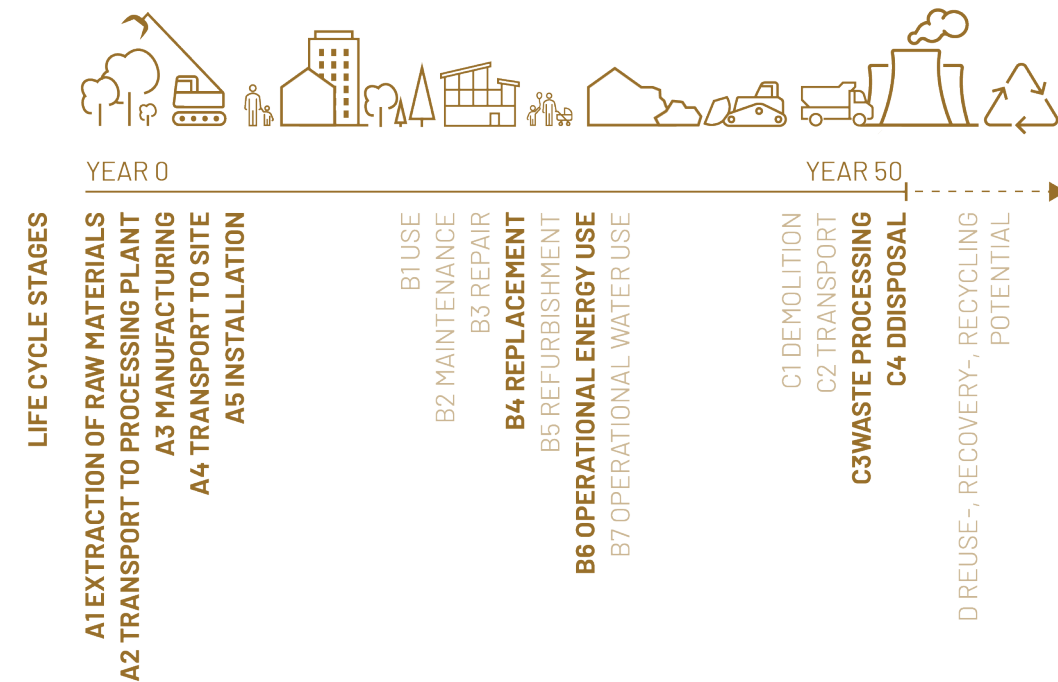 YEAR 0
YEAR 50
LIFE CYCLE STAGES
A1 EXTRACTION OF RAW MATERIALS
A2 TRANSPORT TO PROCESSING PLANT
A3 MANUFACTURING
A4 TRANSPORT TO SITE
A5 INSTALLATION
B1 USE
B2 MAINTENANCE
B3 REPAIR
B4 REPLACEMENT
B5 REFURBISHMENT
B6 OPERATIONAL ENERGY USE
B7 OPERATIONAL WATER USE
C1 DEMOLITION
C2 TRANSPORT
C3WASTE PROCESSING
C4 DDISPOSAL
D REUSE-, RECOVERY-, RECYCLING
POTENTIAL